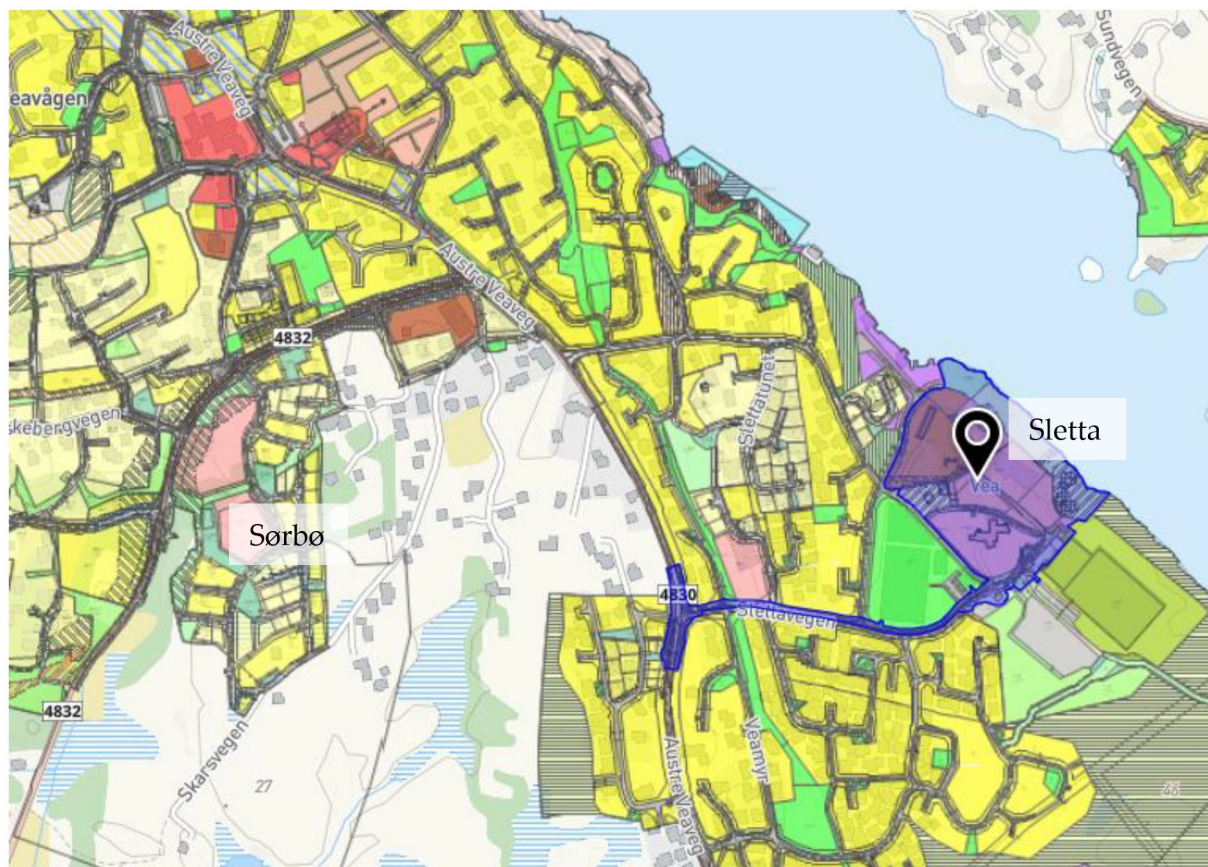 Austre Veaveg
Sundvegen
eavågen
Austre Veaveg
4832
Slettatunet
Sletta
Vea
skebergvegen
Sørbø
4830
Slettavegen
4832
Skarsvegen
27
Veamyr
Austre Veaveg
46